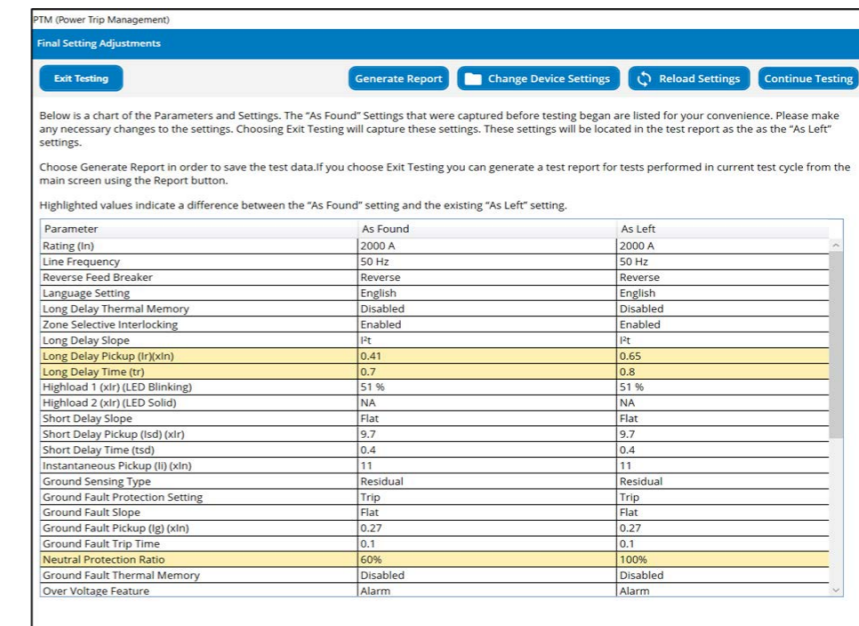 PTM (Power Trip Management)
Final Setting Adjustments
Exit Testing Generate Report Change Device Settings Reload Settings Continue Testing
Below is a chart of the Parameters and Settings. The "As Found" Settings that were captured before testing began are listed for your convenience. Please make
any necessary changes to the settings. Choosing Exit Testing will capture these settings. These settings will be located in the test report as the as the "As Left"
settings.
Choose Generate Report in order to save the test data.If you choose Exit Testing you can generate a test report for tests performed in current test cycle from the
main screen using the Report button.
Highlighted values indicate a difference between the "As Found" setting and the existing "As Left" setting.
Parameter As Found As Left
Rating (In) 2000 A 2000 A
Line Frequency 50 Hz 50 Hz
Reverse Feed Breaker Reverse Reverse
Language Setting English English
Long Delay Thermal Memory Disabled Disabled
Zone Selective Interlocking Enabled Enabled
Long Delay Slope I²t I²t
Long Delay Pickup (Ir)(xIn) 0.41 0.65
Long Delay Time (tr) 0.7 0.8
Highload 1 (xIr) (LED Blinking) 51 % 51 %
Highload 2 (xIr) (LED Solid) NA NA
Short Delay Slope Flat Flat
Short Delay Pickup (Isd) (xIr) 9.7 9.7
Short Delay Time (tsd) 0.4 0.4
Instantaneous Pickup (Ii) (xIn) 11 11
Ground Sensing Type Residual Residual
Ground Fault Protection Setting Trip Trip
Ground Fault Slope Flat Flat
Ground Fault Pickup (Ig) (xIn) 0.27 0.27
Ground Fault Trip Time 0.1 0.1
Neutral Protection Ratio 60% 100%
Ground Fault Thermal Memory Disabled Disabled
Over Voltage Feature Alarm Alarm